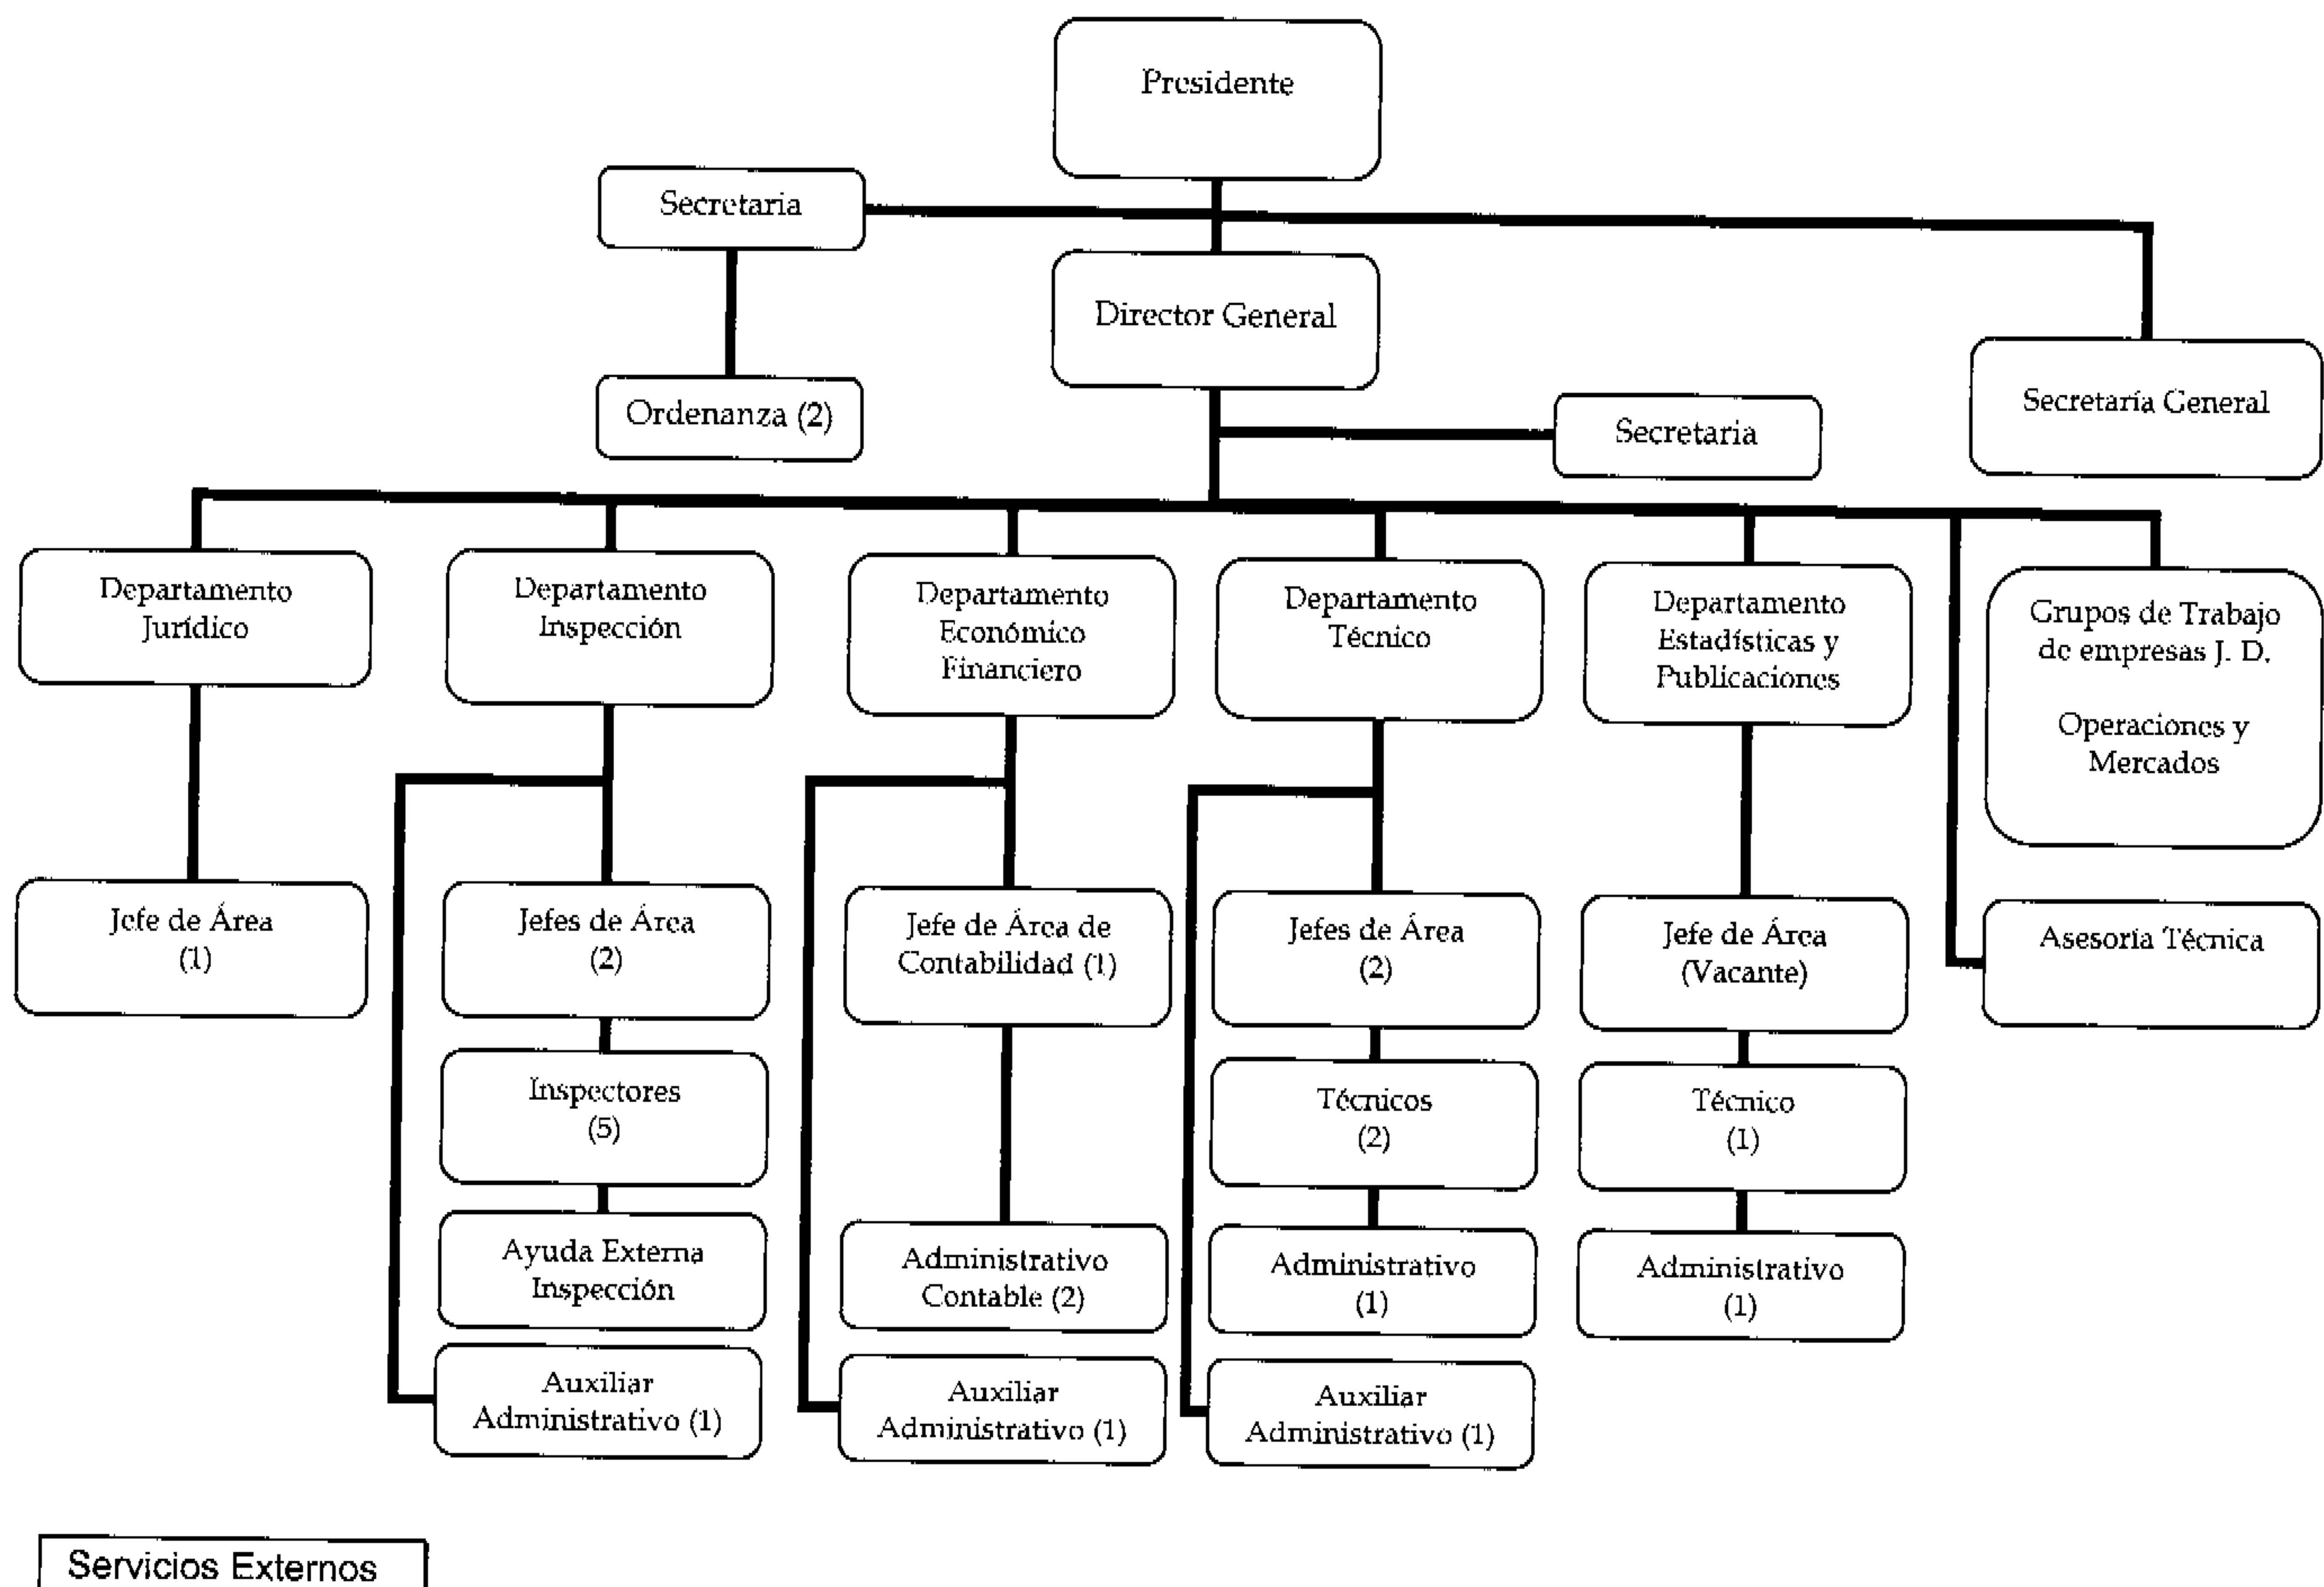 Presidente
Secretaria
Director General
Ordenanza (2)
Secretaria
Secretaría General
Departamento
Jurídico
Departamento
Inspección
Departamento
Económico
Financiero
Departamento
Técnico
Departamento
Estadísticas y
Publicaciones
Grupos de Trabajo
de empresas J. D.
Operaciones y
Mercados
Jefe de Área
(1)
Jefes de Área
(2)
Jefe de Área de
Contabilidad (1)
Jefes de Área
(2)
Jefe de Área
(Vacante)
Asesoría Técnica
Inspectores
(5)
Técnicos
(2)
Técnico
(1)
Ayuda Externa
Inspección
Administrativo
Contable (2)
Administrativo
(1)
Administrativo
(1)
Auxiliar
Administrativo (1)
Auxiliar
Administrativo (1)
Auxiliar
Administrativo (1)
Servicios Externos